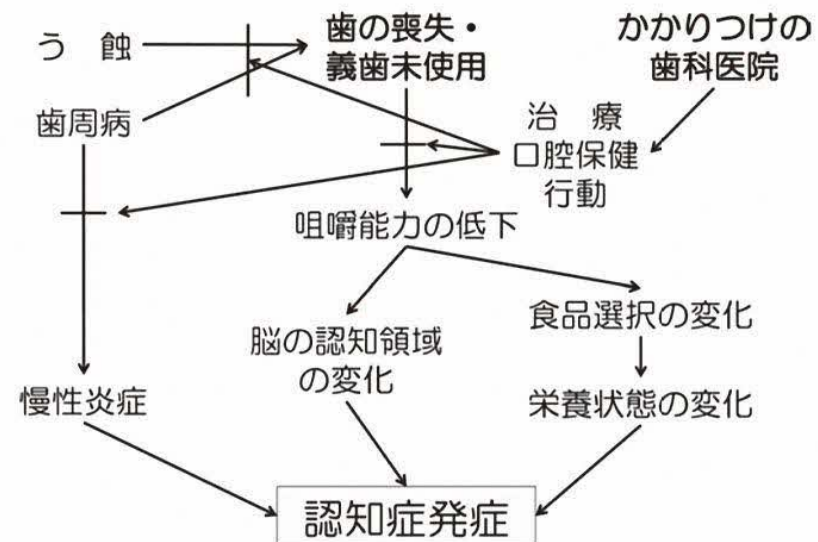 う 蝕
歯の喪失・
義歯未使用
かかりつけの
歯科医院
歯周病
治 療
口腔保健
行動
咀嚼能力の低下
食品選択の変化
脳の認知領域
の変化
慢性炎症
栄養状態の変化
認知症発症